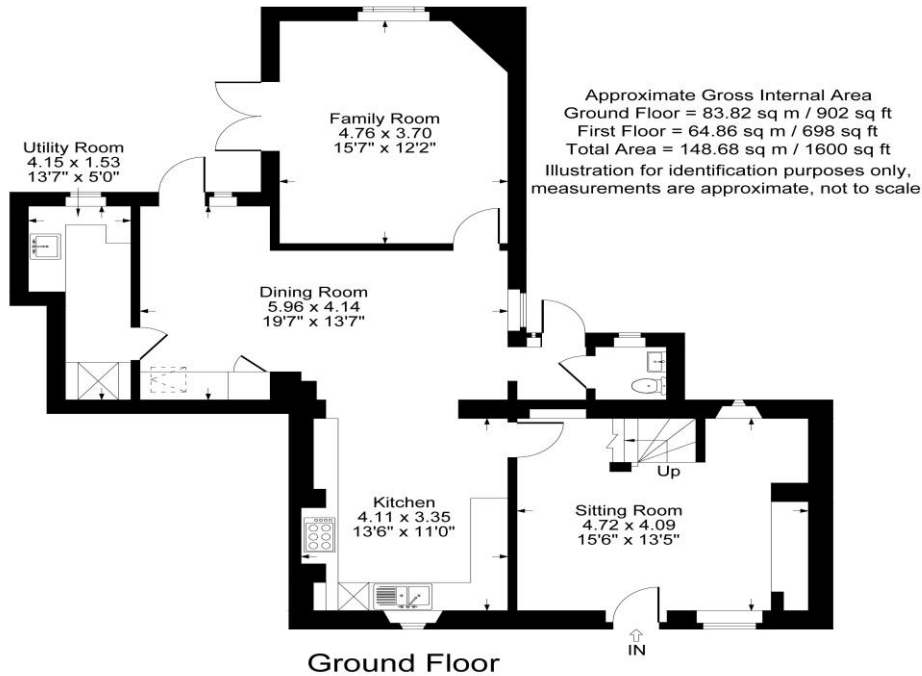 Family Room
4.76 x 3.70
15'7" x 12'2"
Approximate Gross Internal Area
Ground Floor = 83.82 sq m / 902 sq ft
First Floor = 64.86 sq m / 698 sq ft
Total Area = 148.68 sq m / 1600 sq ft
Illustration for identification purposes only,
measurements are approximate, not to scale
Utility Room
4.15 x 1.53
13'7" x 5'0"
Dining Room
5.96 x 4.14
19'7" x 13'7"
Up
Kitchen
4.11 x 3.35
13'6" x 11'0"
Sitting Room
4.72 x 4.09
15'6" x 13'5"
IN
Ground Floor